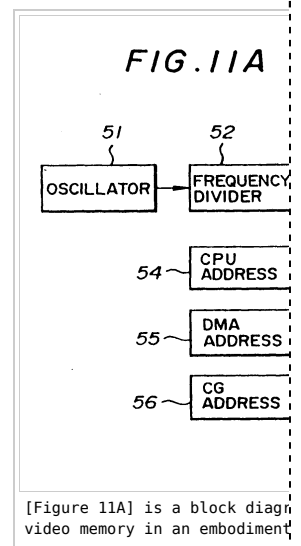 FIG.11A
51
52
OSCILLATOR
FREQUENCY
DIVIDER
54
CPU
ADDRESS
55
DMA
ADDRESS
56
CG
ADDRESS
[Figure 11A] is a block diagr
video memory in an embodiment